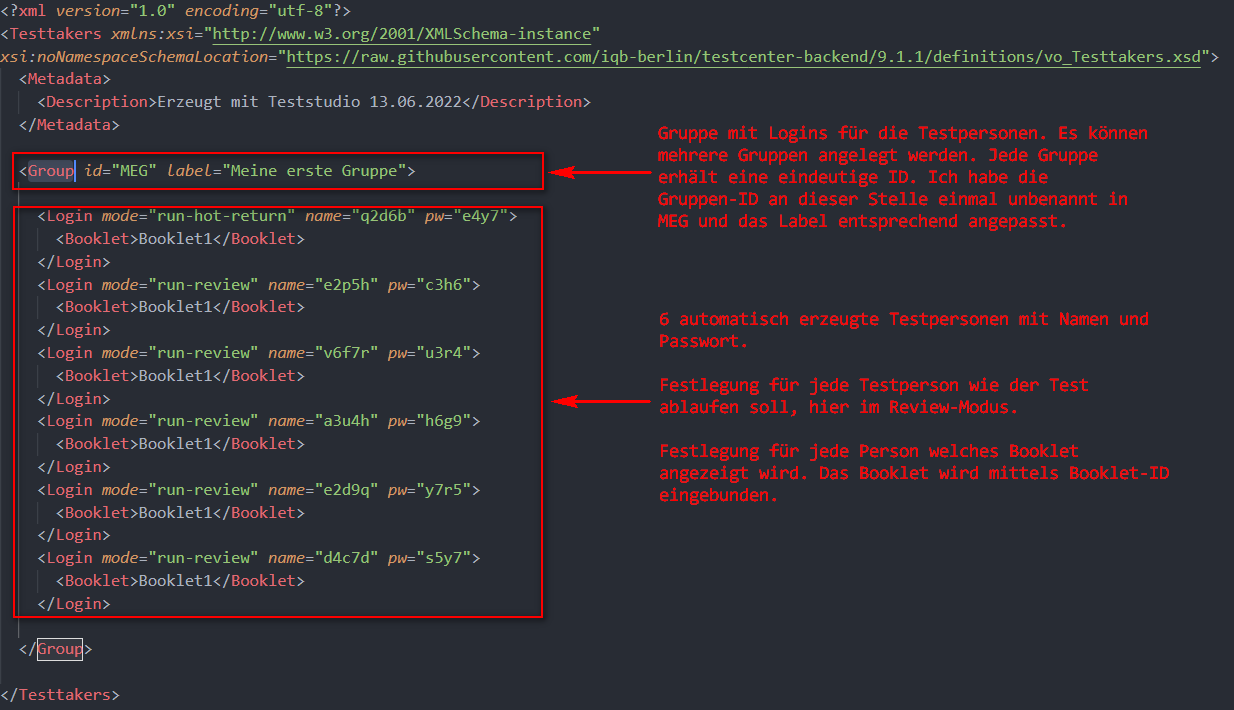 <?xml version="1.0" encoding="utf-8"?>
<Testtakers xmlns:xsi="http://www.w3.org/2001/XMLSchema-instance"
xsi:noNamespaceSchemaLocation="https://raw.githubusercontent.com/iqb-berlin/testcenter-backend/9.1.1/definitions/vo_Testtakers.xsd">
<Metadata>
<Description>Erzeugt mit Teststudio 13.06.2022</Description>
</Metadata>
<Group id="MEG" label="Meine erste Gruppe">
<Login mode="run-hot-return" name="q2d6b" pw="e4y7">
<Booklet>Booklet1</Booklet>
</Login>
<Login mode="run-review" name="e2p5h" pw="c3h6">
<Booklet>Booklet1</Booklet>
</Login>
<Login mode="run-review" name="v6f7r" pw="u3r4">
<Booklet>Booklet1</Booklet>
</Login>
<Login mode="run-review" name="a3u4h" pw="h6g9">
<Booklet>Booklet1</Booklet>
</Login>
<Login mode="run-review" name="e2d9q" pw="y7r5">
<Booklet>Booklet1</Booklet>
</Login>
<Login mode="run-review" name="d4c7d" pw="s5y7">
<Booklet>Booklet1</Booklet>
</Login>
</Group>
</Testtakers>
Gruppe mit Logins für die Testpersonen. Es können
mehrere Gruppen angelegt werden. Jede Gruppe
erhält eine eindeutige ID. Ich habe die
Gruppen-ID an dieser Stelle einmal unbenannt in
MEG und das Label entsprechend angepasst.
6 automatisch erzeugte Testpersonen mit Namen und
Passwort.
Festlegung für jede Testperson wie der Test
ablaufen soll, hier im Review-Modus.
Festlegung für jede Person welches Booklet
angezeigt wird. Das Booklet wird mittels Booklet-ID
eingebunden.